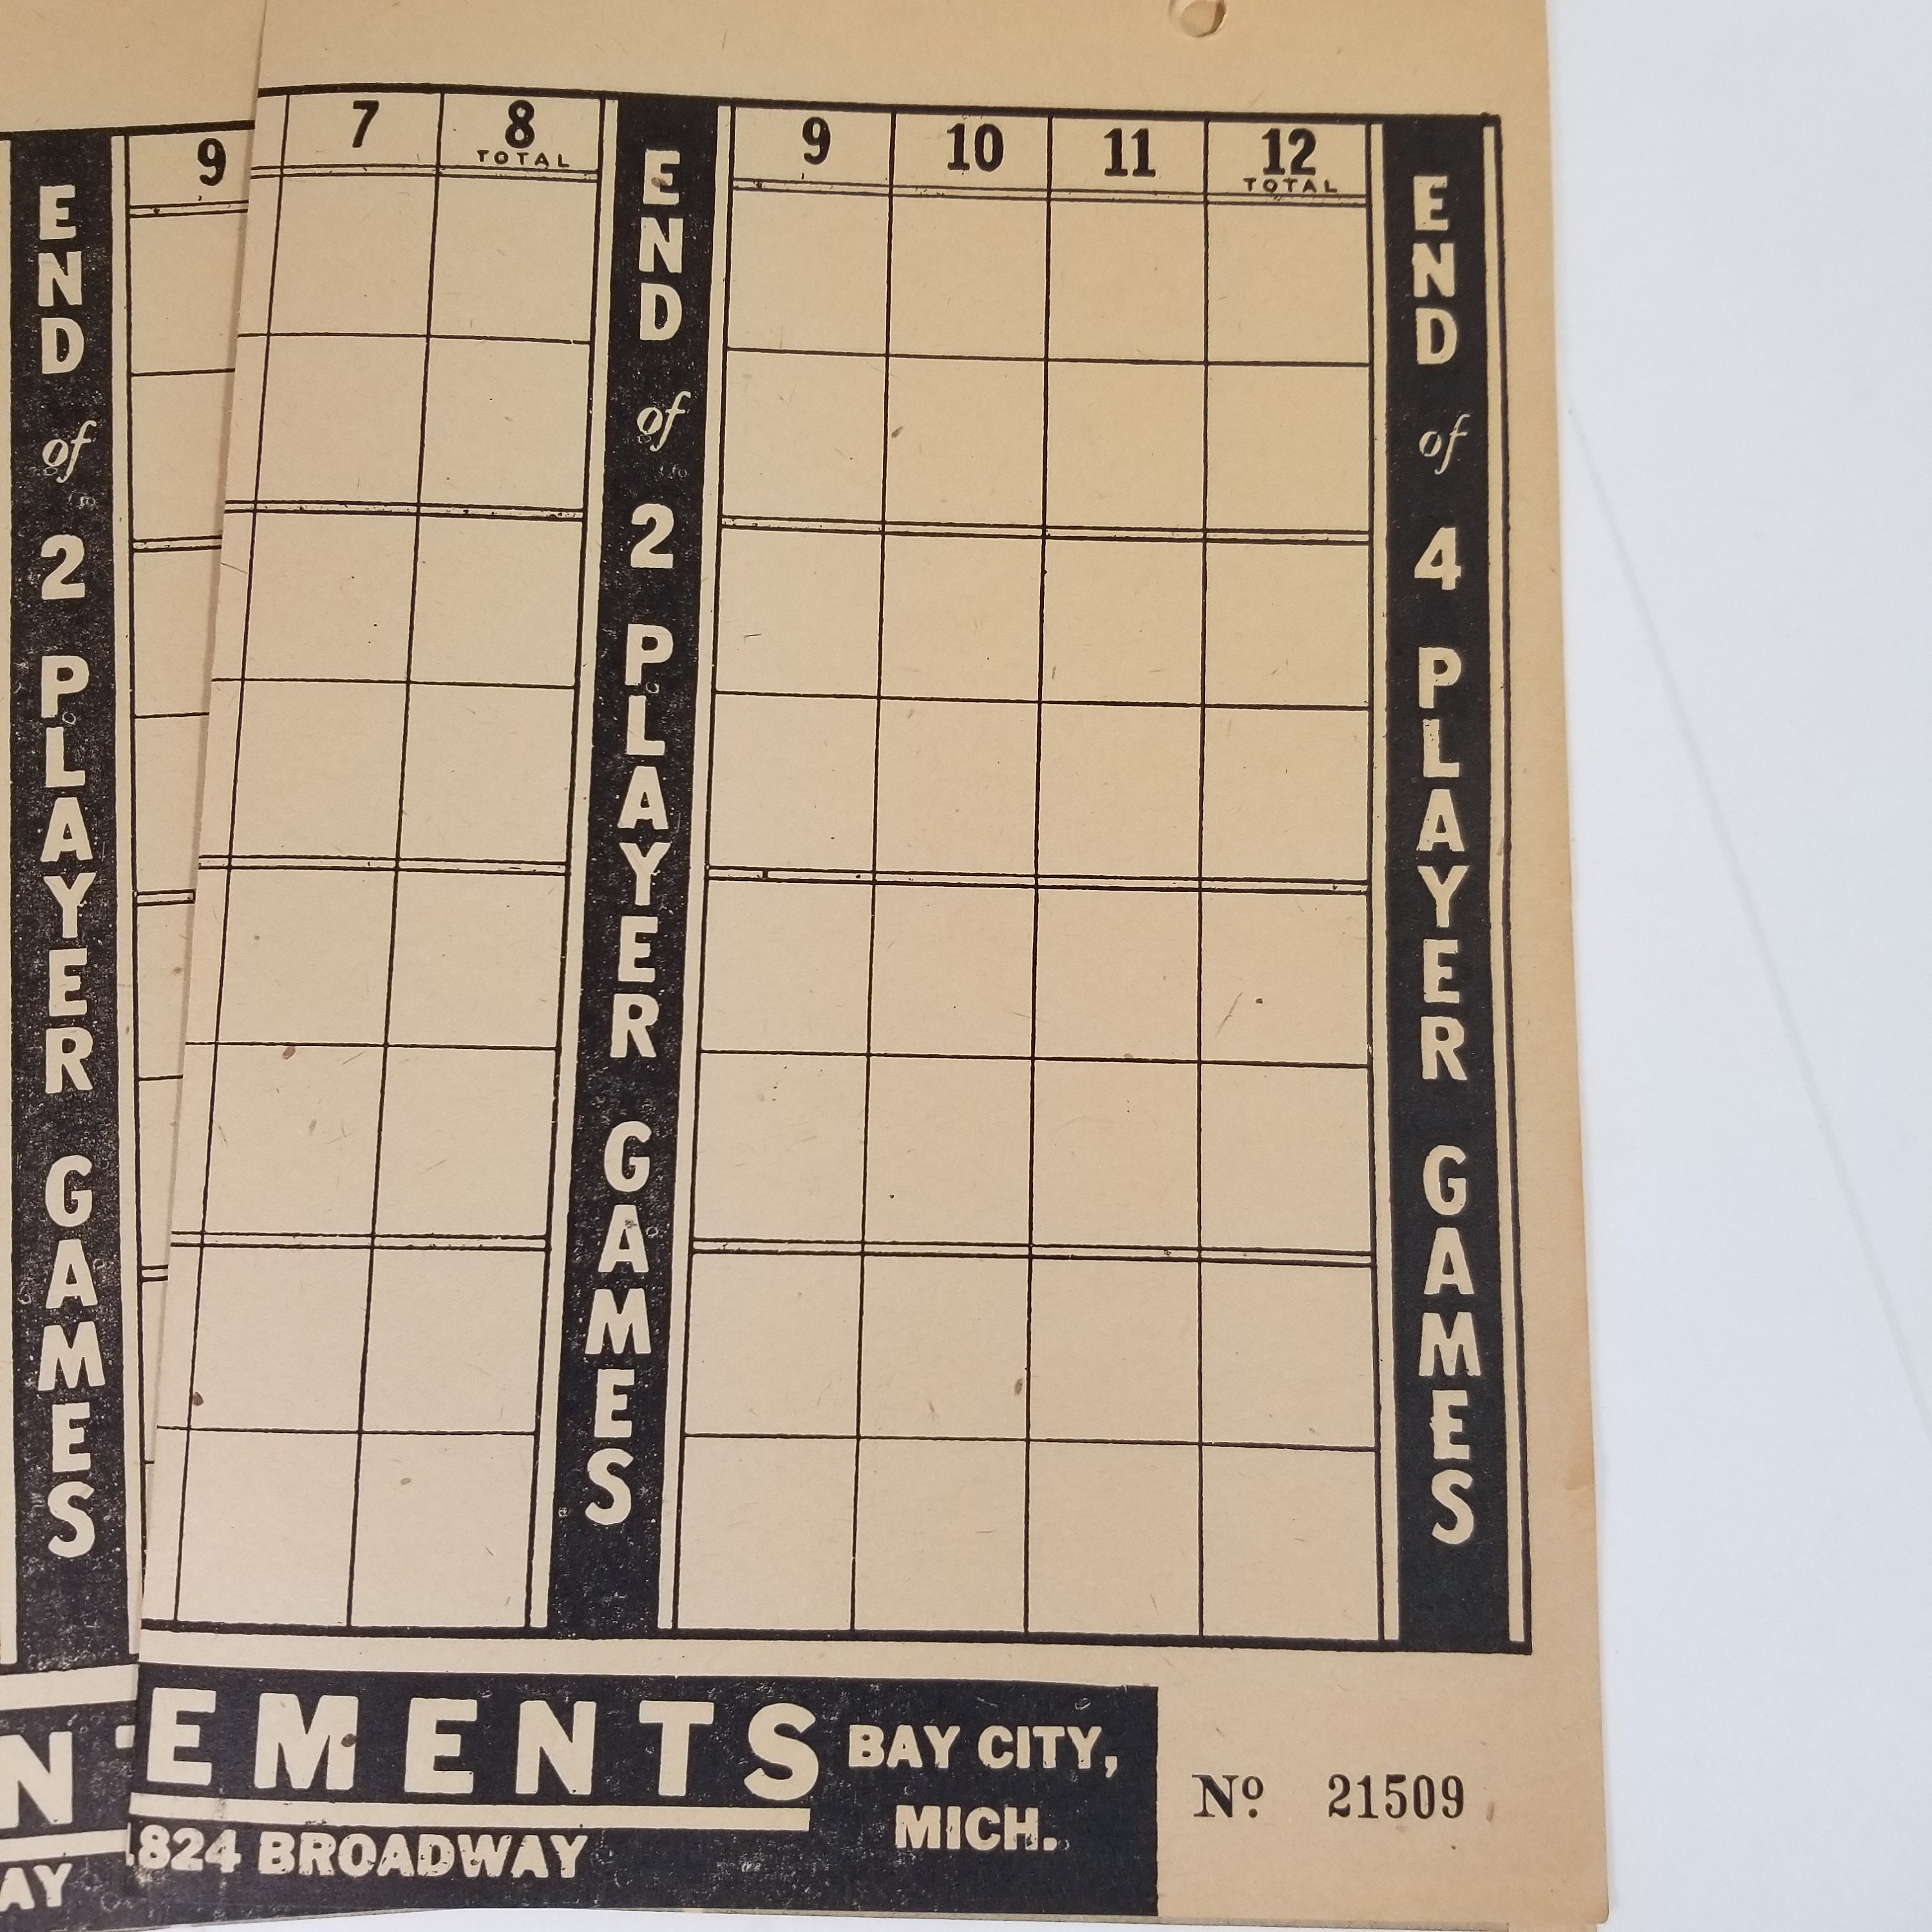 9
END of 2 PLAYER GAMES
7 8 9 10 11 12
TOTAL TOTAL
END of 2 PLAYER GAMES
END of 4 PLAYER GAMES
N
AY
EMENTS BAY CITY,
MICH.
824 BROADWAY
Nº 21509